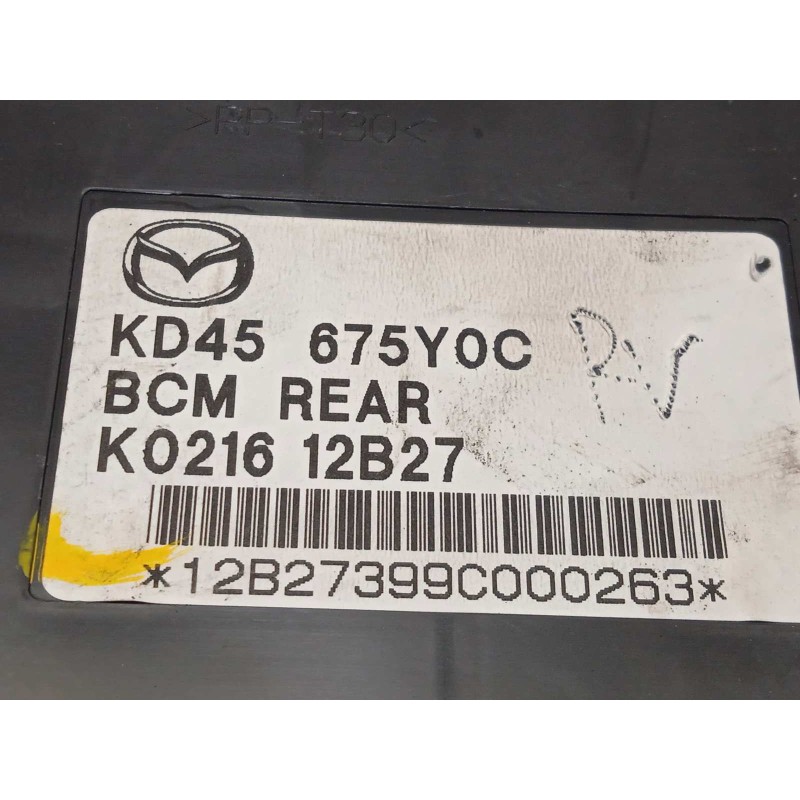 >PP-T30<
KD45 675Y0C
BCM REAR
K0216 12B27
*12B27399C000263*